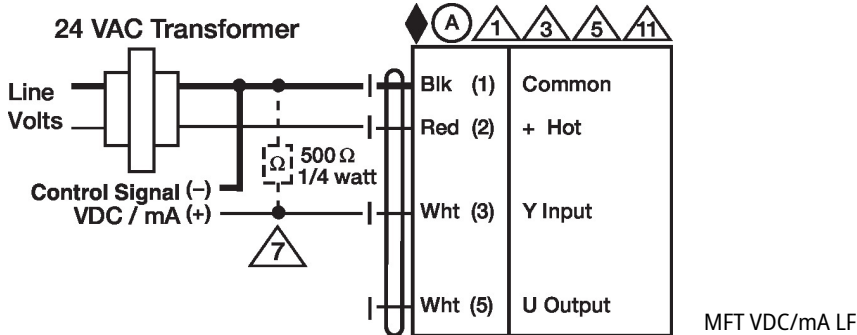 24 VAC Transformer
A 1 3 5 11
Line
Volts
Blk (1) Common
Red (2) + Hot
Ω 500 Ω
1/4 watt
Control Signal (–)
VDC / mA (+)
Wht (3) Y Input
7
Wht (5) U Output
MFT VDC/mA LF